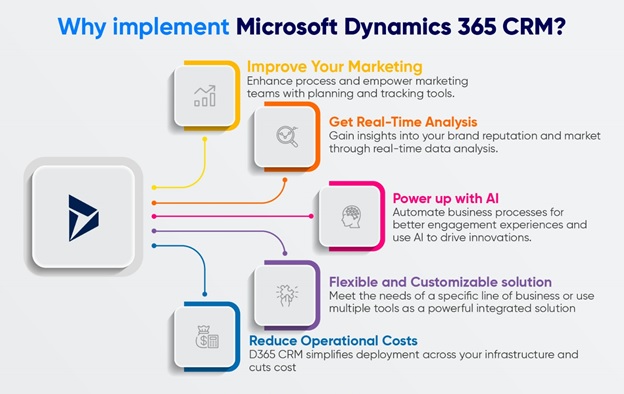 Why implement Microsoft Dynamics 365 CRM?
Improve Your Marketing
Enhance process and empower marketing
teams with planning and tracking tools.
Get Real-Time Analysis
Gain insights into your brand reputation and market
through real-time data analysis.
Power up with AI
Automate business processes for
better engagement experiences and
use AI to drive innovations.
Flexible and Customizable solution
Meet the needs of a specific line of business or use
multiple tools as a powerful integrated solution
Reduce Operational Costs
D365 CRM simplifies deployment across your infrastructure and
cuts cost